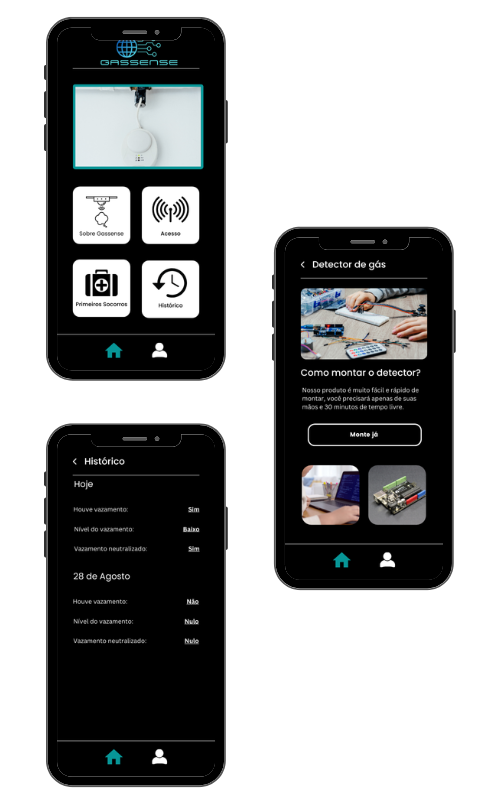 GASSENSE
Sobre Gassense
Acesso
Primeiros Socorros
Histórico
Detector de gás
Como montar o detector?
Nosso produto é muito fácil e rápido de
montar, você precisará apenas de suas
mãos e 30 minutos de tempo livre.
Monte já
Histórico
Hoje
Houve vazamento: Sim
Nível do vazamento: Baixo
Vazamento neutralizado: Sim
28 de Agosto
Houve vazamento: Não
Nível do vazamento: Nulo
Vazamento neutralizado: Nulo